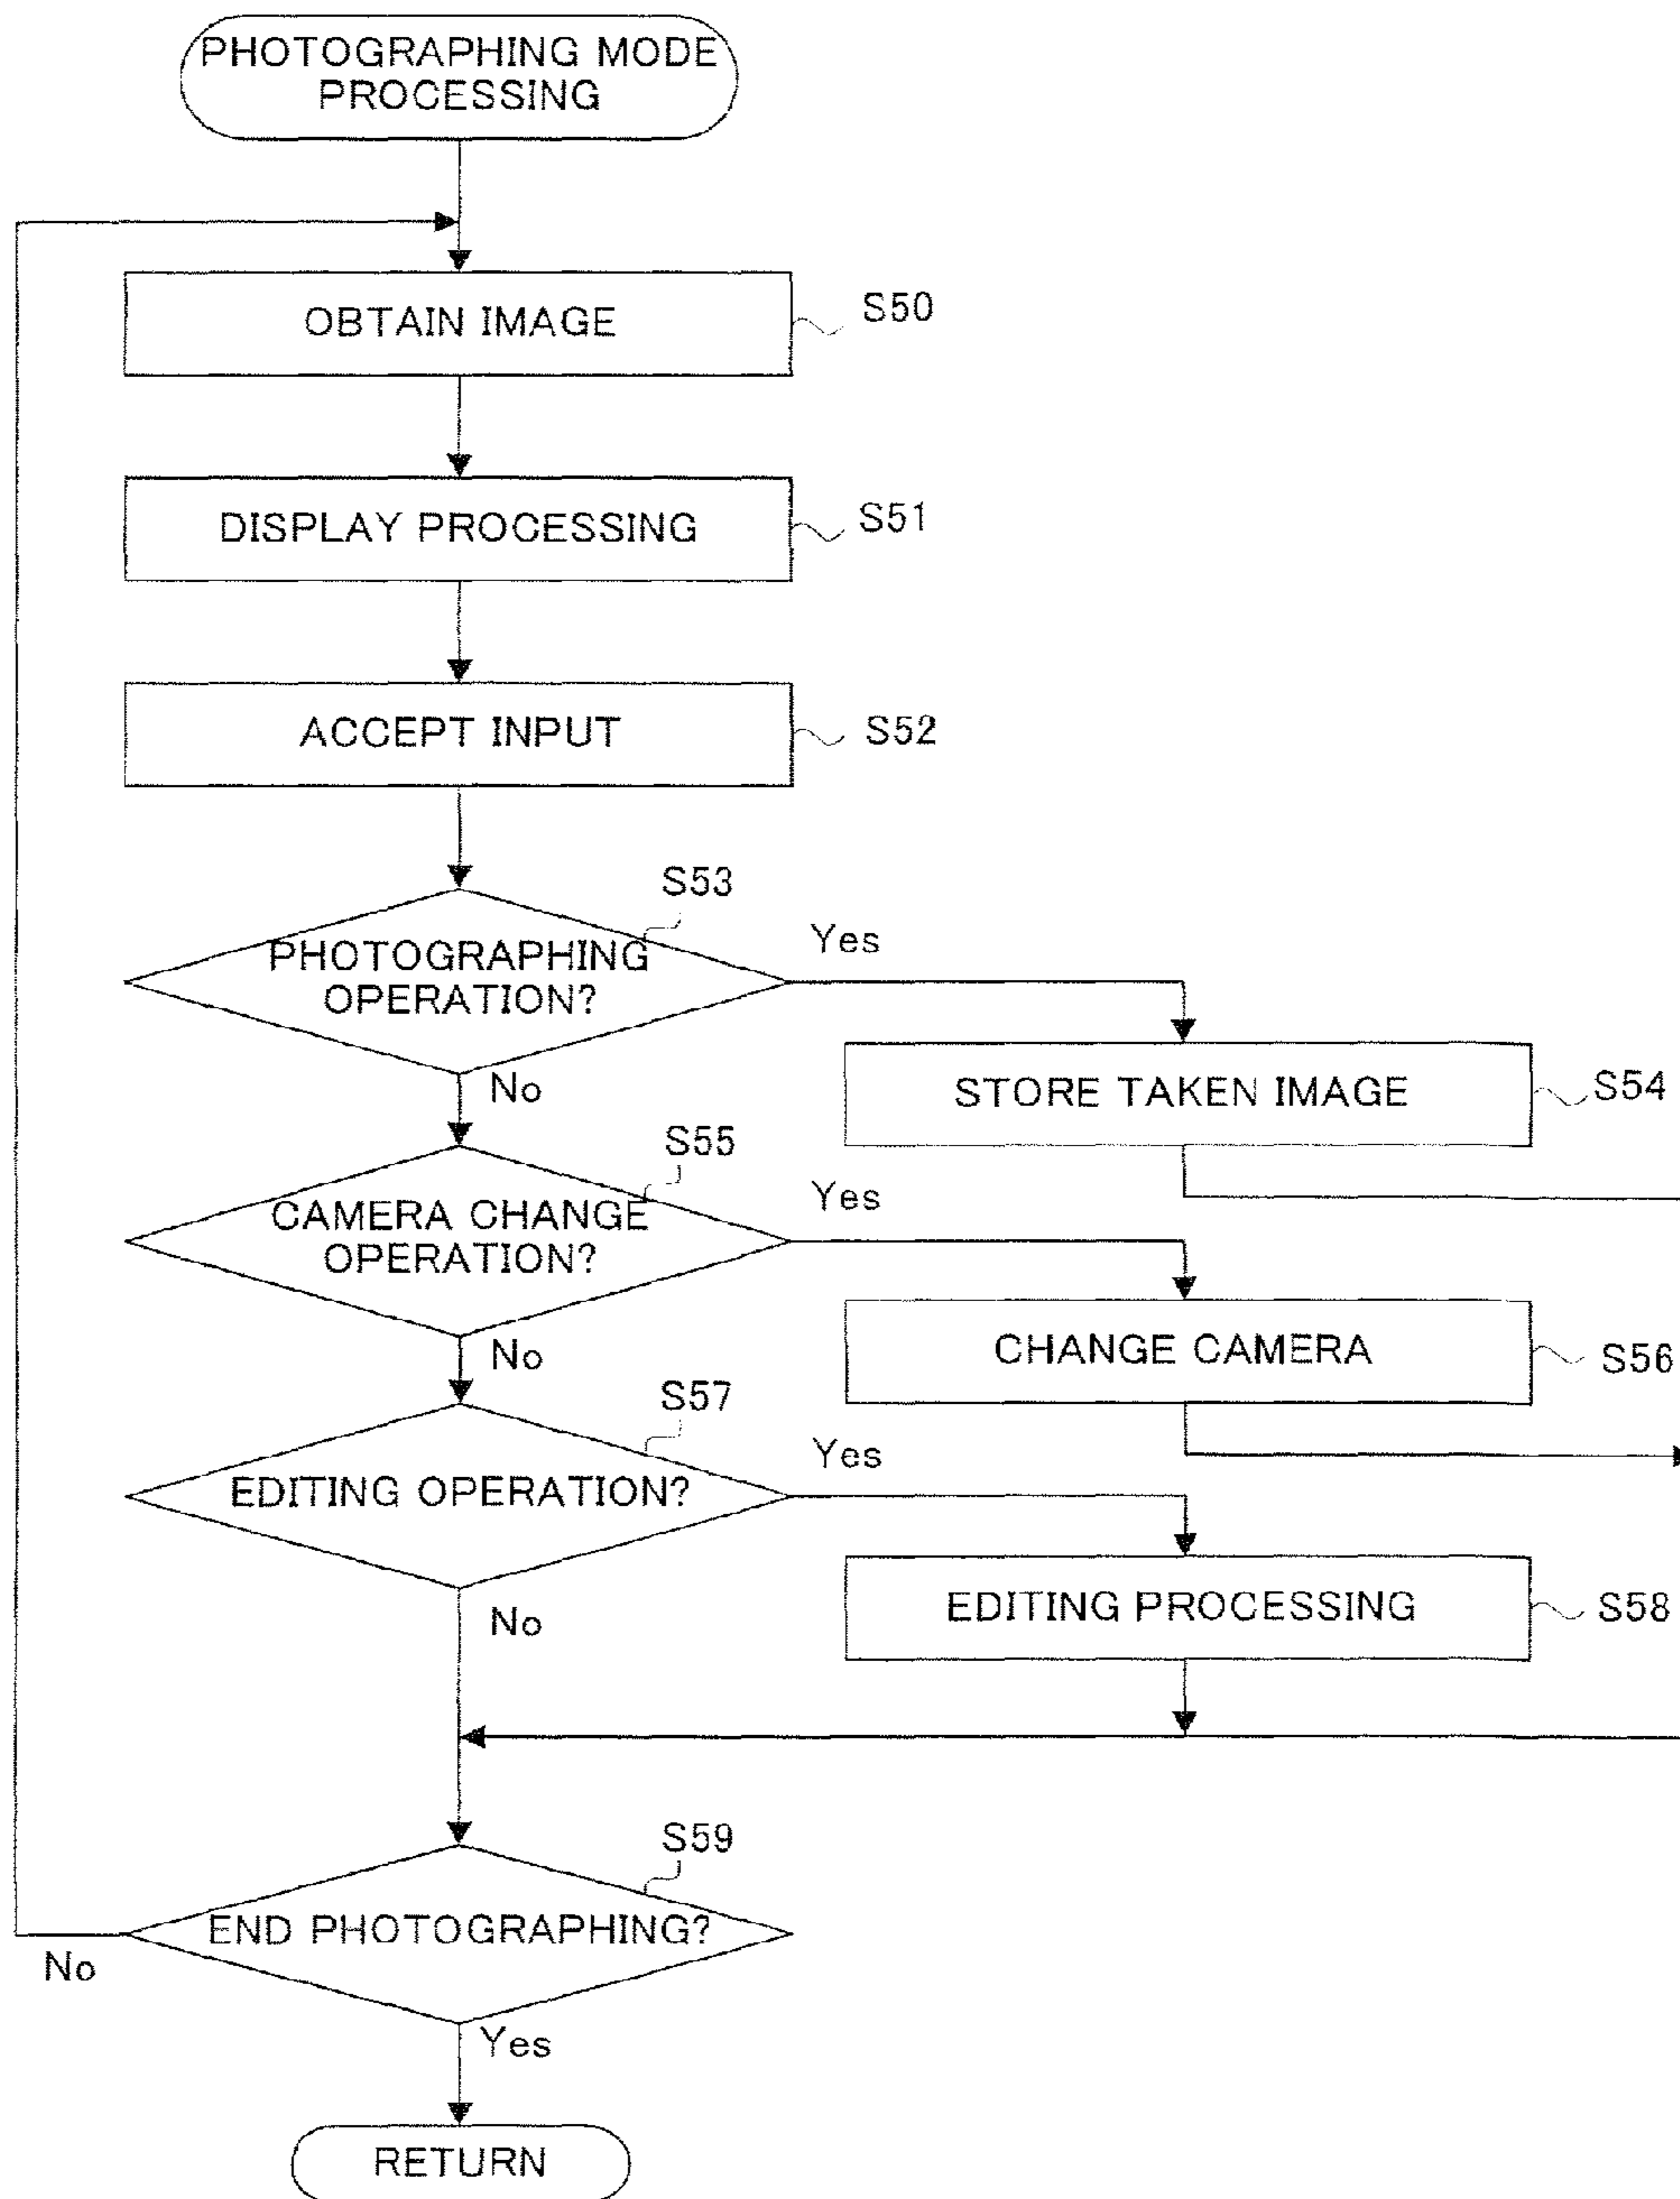 PHOTOGRAPHING MODE
PROCESSING
OBTAIN IMAGE
S50
DISPLAY PROCESSING
S51
ACCEPT INPUT
S52
S53
PHOTOGRAPHING
OPERATION?
Yes
No
STORE TAKEN IMAGE
S54
S55
CAMERA CHANGE
OPERATION?
Yes
No
CHANGE CAMERA
S56
S57
EDITING OPERATION?
Yes
No
EDITING PROCESSING
S58
S59
END PHOTOGRAPHING?
No
Yes
RETURN